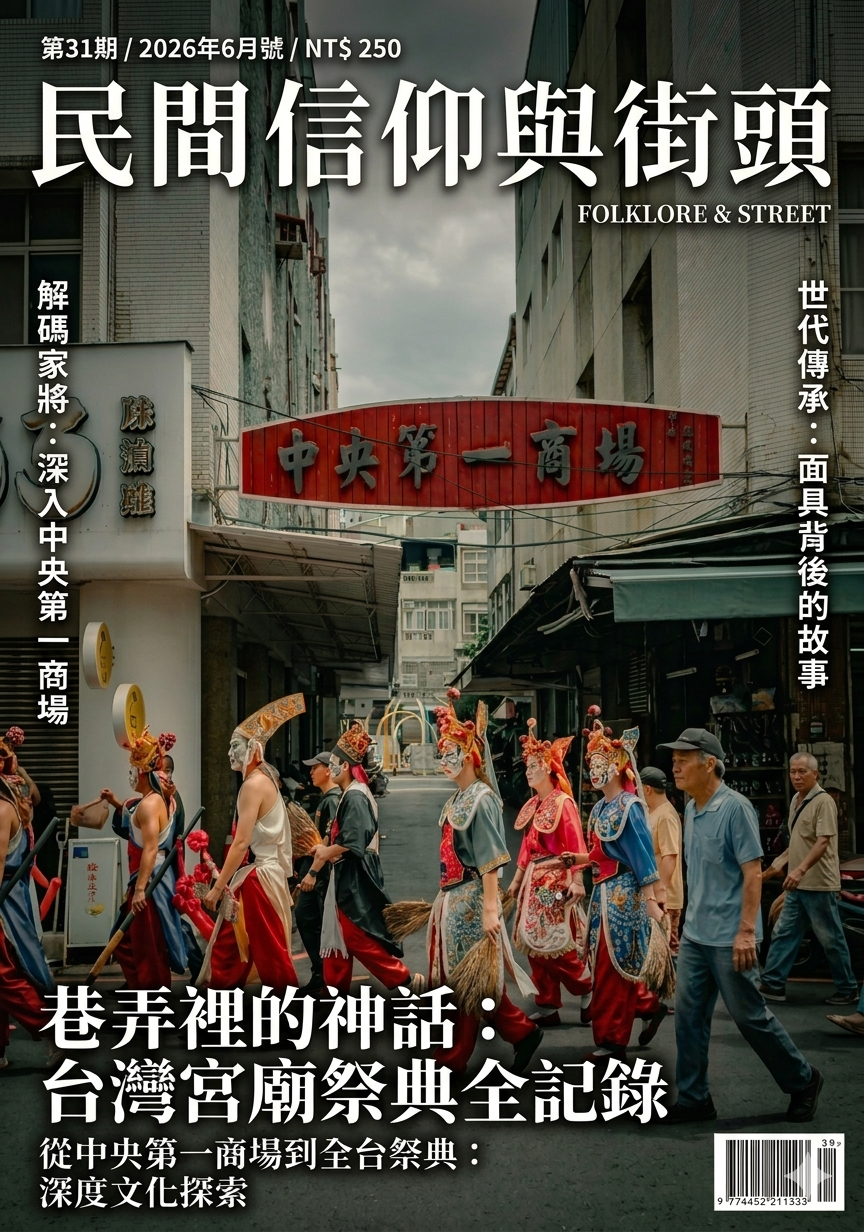 第31期 / 2026年6月號 / NT$ 250
民間信仰與街頭
FOLKLORE & STREET
解碼家將：深入中央第一商場
世代傳承：面具背後的故事
中央第一商場
巷弄裡的神話：
台灣宮廟祭典全記錄
從中央第一商場到全台祭典：
深度文化探索
9 774452 211333